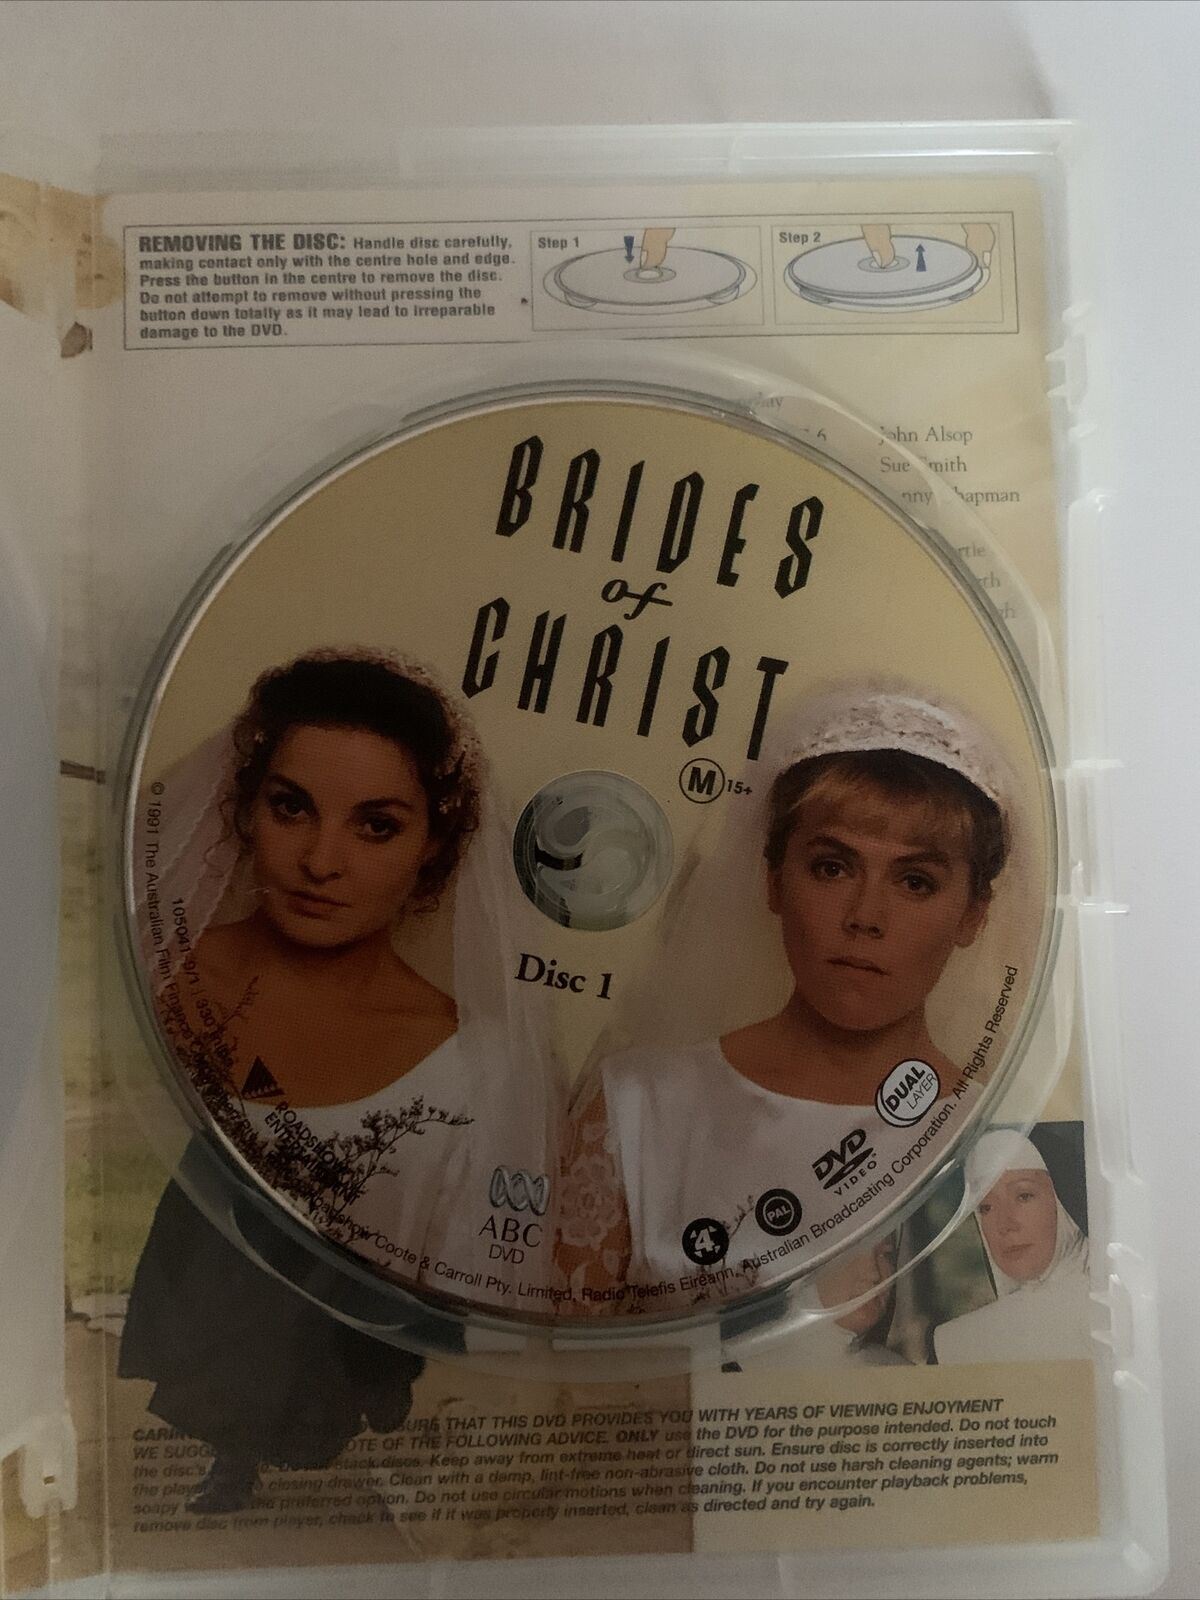 REMOVING THE DISC: Handle disc carefully,
making contact only with the centre hole and edge.
Press the button in the centre to remove the disc.
Do not attempt to remove without pressing the
button down totally as it may lead to irreparable
damage to the DVD.
Step 1
Step 2
John Alsop
Sue Smith
BRIDES
of
CHRIST
M 15+
Disc 1
© 1991 The Australian Film Finance
Coote & Carroll Pty. Limited, Radio Telefis Eireann, Australian Broadcasting Corporation. All Rights Reserved
ROADSHOW
ENTERTAINMENT
ABC
DVD
4
PAL
DVD
VIDEO
DUAL
LAYER
THAT THIS DVD PROVIDES YOU WITH YEARS OF VIEWING ENJOYMENT
WE OF THE FOLLOWING ADVICE. ONLY use the DVD for the purpose intended. Do not touch
the disc's stack discs. Keep away from extreme heat or direct sun. Ensure disc is correctly inserted into
the closing drawer. Clean with a damp, lint-free non-abrasive cloth. Do not use harsh cleaning agents; warm
soapy preferred option. Do not use circular motions when cleaning. If you encounter playback problems,
remove disc from player, check to see if it was properly inserted, clean as directed and try again.